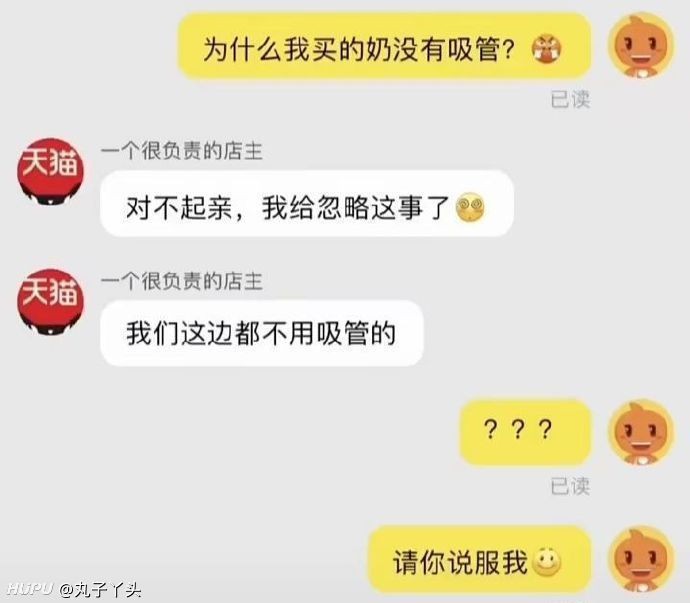 为什么我买的奶没有吸管?
已读
天猫
一个很负责的店主
对不起亲，我给忽略这事了
天猫
一个很负责的店主
我们这边都不用吸管的
？？？
已读
请你说服我
HUPU @丸子丫头